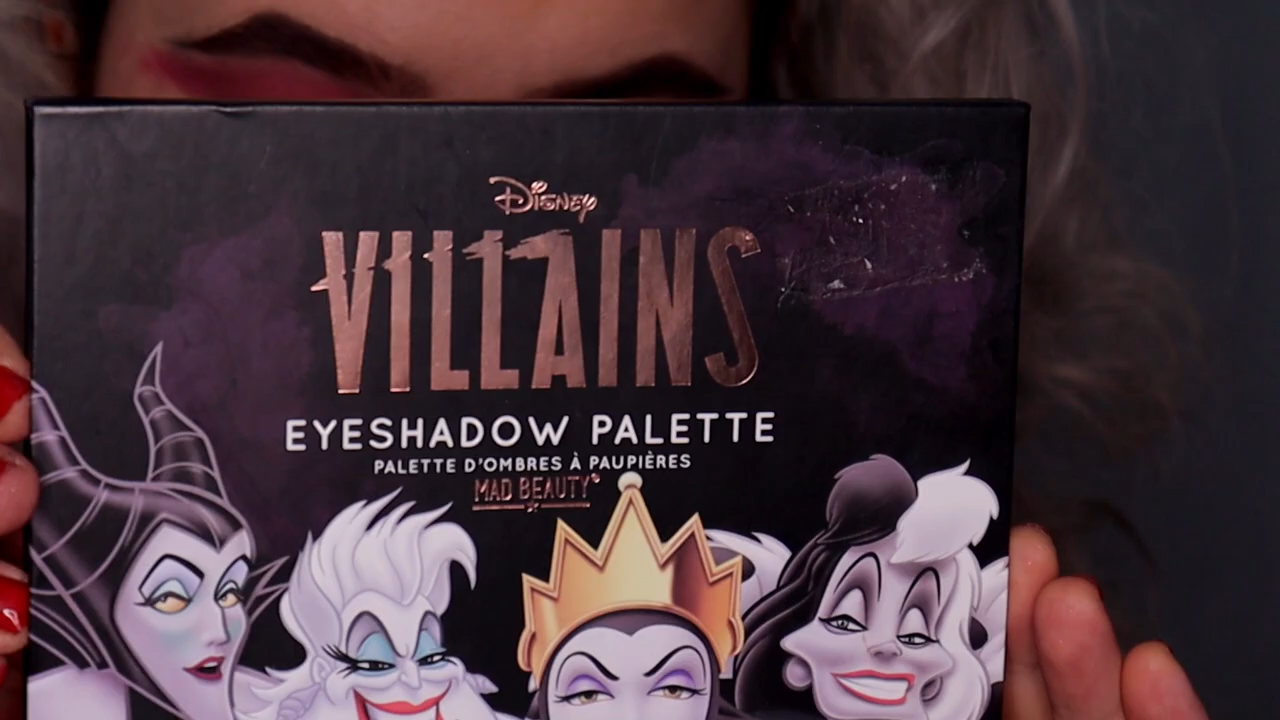 Disney
VILLAINS
EYESHADOW PALETTE
PALETTE D'OMBRES À PAUPIÈRES
MAD BEAUTY